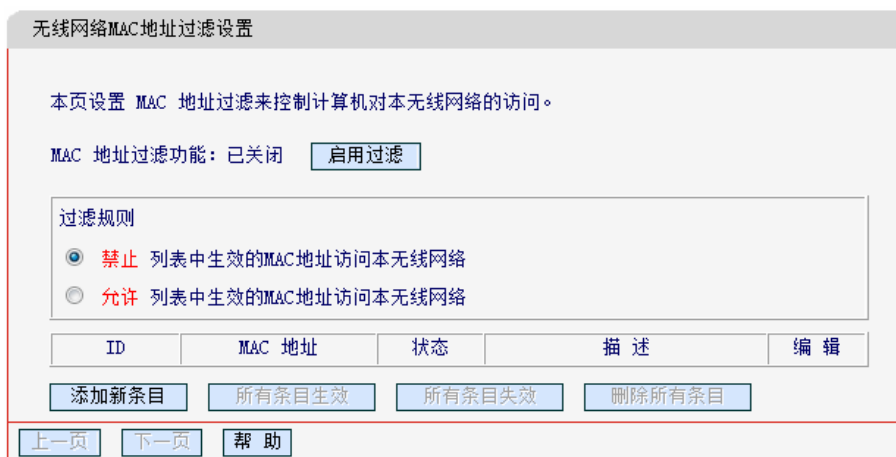 无线网络MAC地址过滤设置
本页设置 MAC 地址过滤来控制计算机对本无线网络的访问。
MAC 地址过滤功能：已关闭 启用过滤
过滤规则
禁止 列表中生效的MAC地址访问本无线网络
允许 列表中生效的MAC地址访问本无线网络
ID MAC 地址 状态 描 述 编 辑
添加新条目 所有条目生效 所有条目失效 删除所有条目
上一页 下一页 帮 助